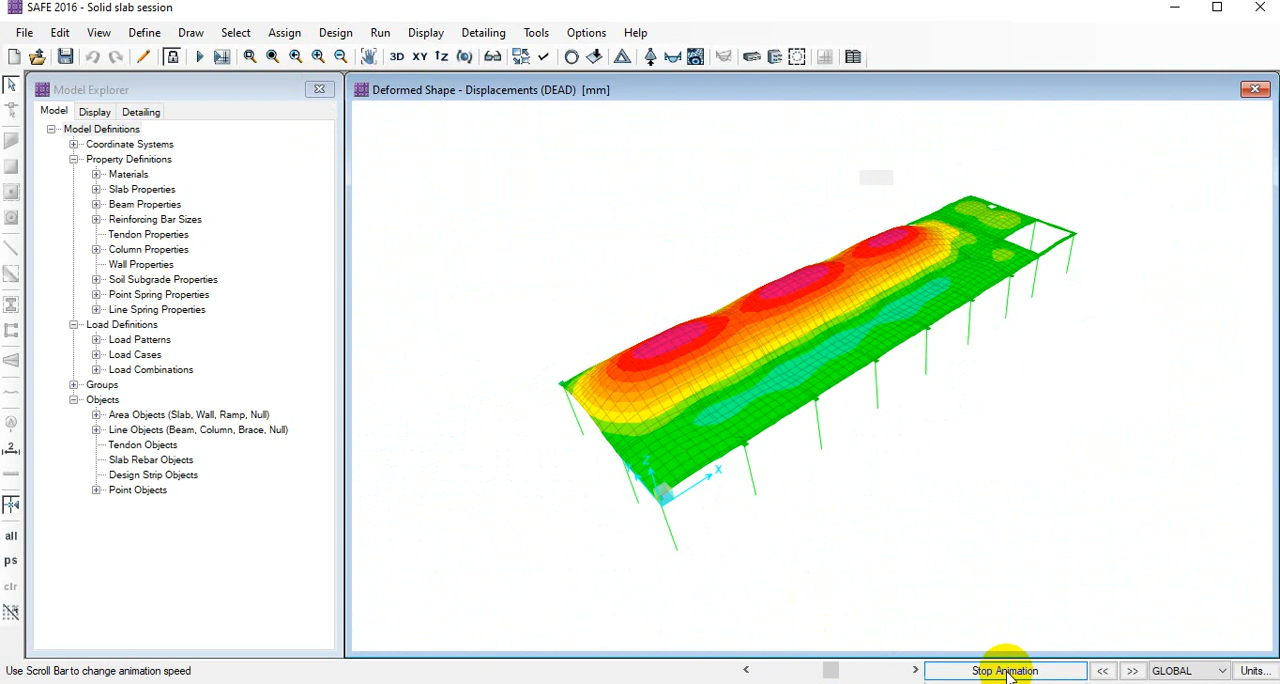 SAFE 2016 - Solid slab session
File Edit View Define Draw Select Assign Design Run Display Detailing Tools Options Help
3D XY
Model Explorer
Deformed Shape - Displacements (DEAD) [mm]
Model Display Detailing
Model Definitions
Coordinate Systems
Property Definitions
Materials
Slab Properties
Beam Properties
Reinforcing Bar Sizes
Tendon Properties
Column Properties
Wall Properties
Soil Subgrade Properties
Point Spring Properties
Line Spring Properties
Load Definitions
Load Patterns
Load Cases
Load Combinations
Groups
Objects
Area Objects (Slab, Wall, Ramp, Null)
Line Objects (Beam, Column, Brace, Null)
Tendon Objects
Slab Rebar Objects
Design Strip Objects
Point Objects
Z
X
2
all
ps
clr
Use Scroll Bar to change animation speed
< > Stop Animation << >> GLOBAL Units...